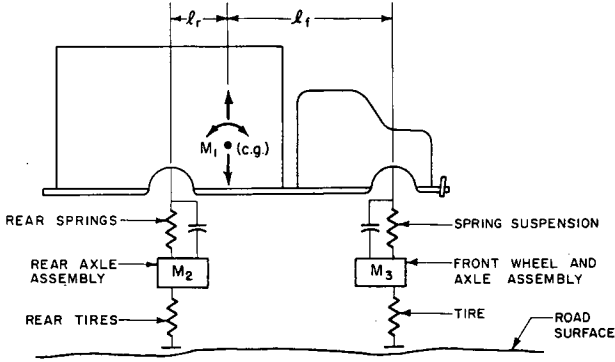 ℓr
ℓf
M1
(c.g.)
REAR SPRINGS
SPRING SUSPENSION
REAR AXLE
ASSEMBLY
M2
M3
FRONT WHEEL AND
AXLE ASSEMBLY
REAR TIRES
TIRE
ROAD
SURFACE